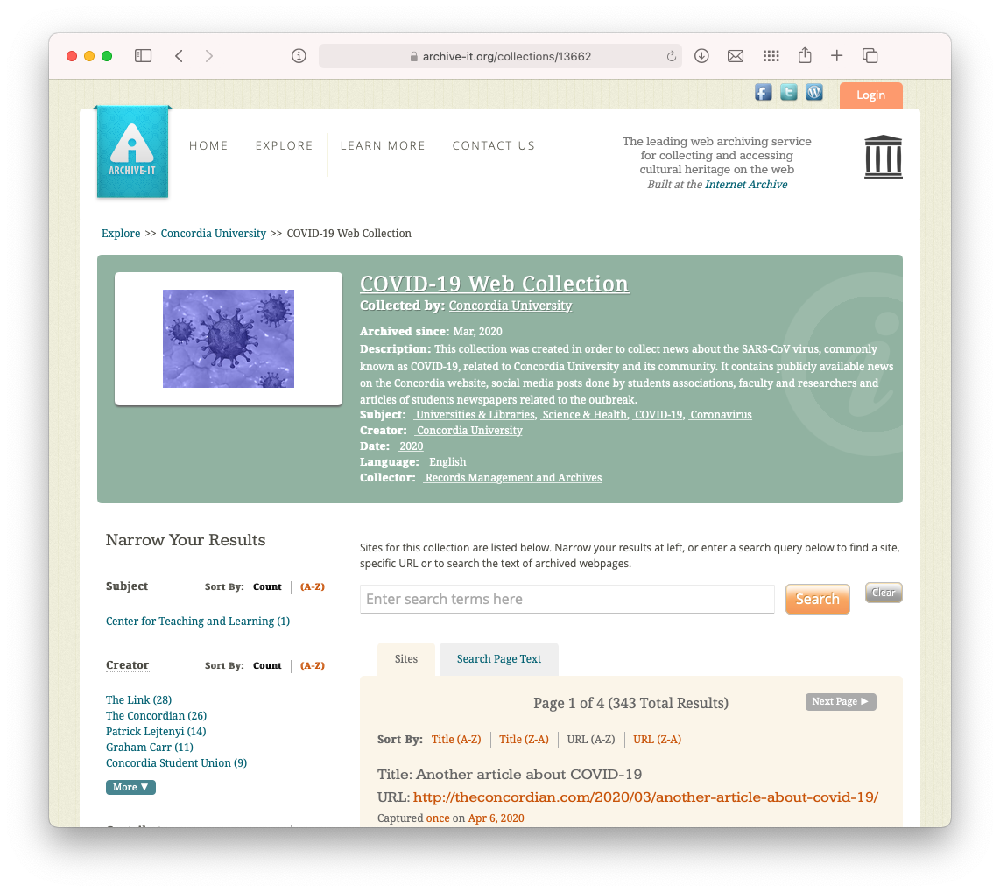 archive-it.org/collections/13662
Login
ARCHIVE-IT
HOME EXPLORE LEARN MORE CONTACT US
The leading web archiving service
for collecting and accessing
cultural heritage on the web
Built at the Internet Archive
Explore >> Concordia University >> COVID-19 Web Collection
COVID-19 Web Collection
Collected by: Concordia University
Archived since: Mar, 2020
Description: This collection was created in order to collect news about the SARS-CoV virus, commonly
known as COVID-19, related to Concordia University and its community. It contains publicly available news
on the Concordia website, social media posts done by students associations, faculty and researchers and
articles of students newspapers related to the outbreak.
Subject: Universities & Libraries, Science & Health, COVID-19, Coronavirus
Creator: Concordia University
Date: 2020
Language: English
Collector: Records Management and Archives
Narrow Your Results
Subject Sort By: Count (A-Z)
Center for Teaching and Learning (1)
Creator Sort By: Count (A-Z)
The Link (28)
The Concordian (26)
Patrick Lejtenyi (14)
Graham Carr (11)
Concordia Student Union (9)
More ▼
Sites for this collection are listed below. Narrow your results at left, or enter a search query below to find a site,
specific URL or to search the text of archived webpages.
Enter search terms here Search Clear
Sites Search Page Text
Page 1 of 4 (343 Total Results) Next Page ►
Sort By: Title (A-Z) Title (Z-A) URL (A-Z) URL (Z-A)
Title: Another article about COVID-19
URL: http://theconcordian.com/2020/03/another-article-about-covid-19/
Captured once on Apr 6, 2020